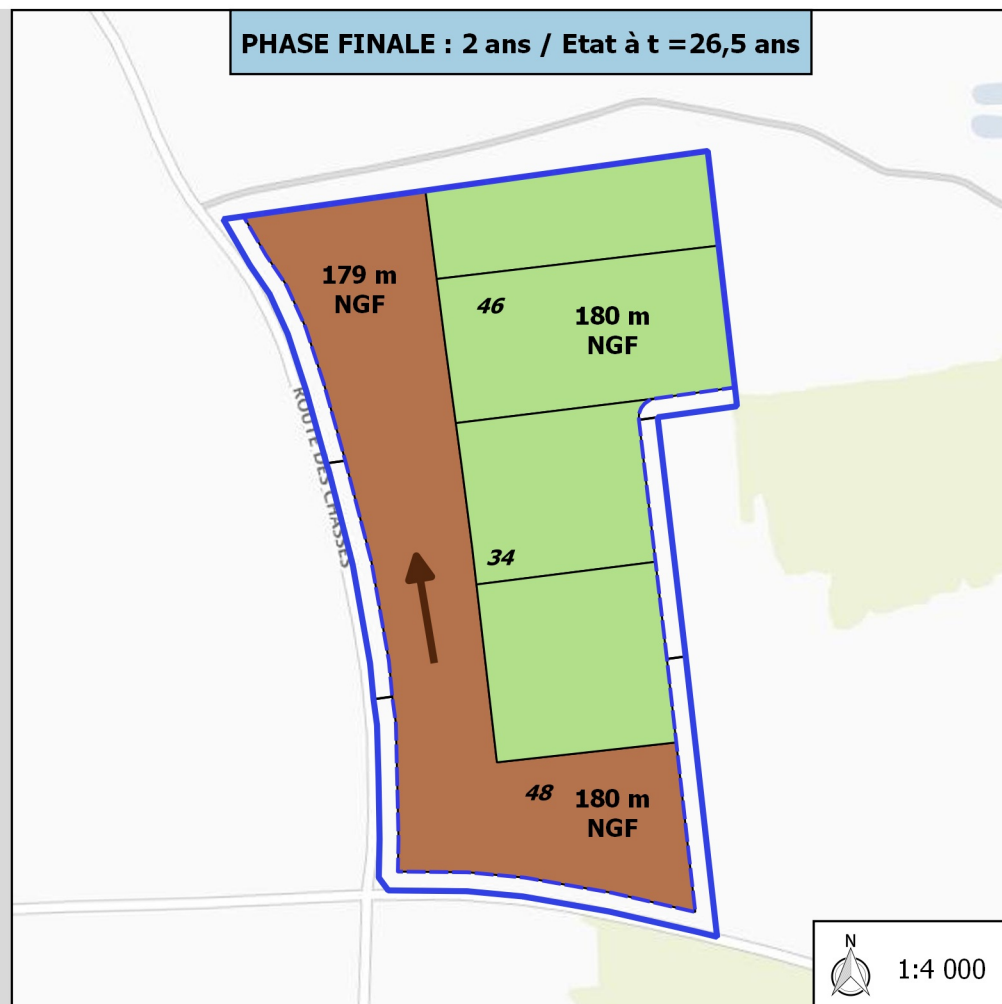 PHASE FINALE : 2 ans / Etat à t =26,5 ans
179 m
NGF
46
180 m
NGF
ROUTE DES CHASSES
34
48
180 m
NGF
N
1:4 000